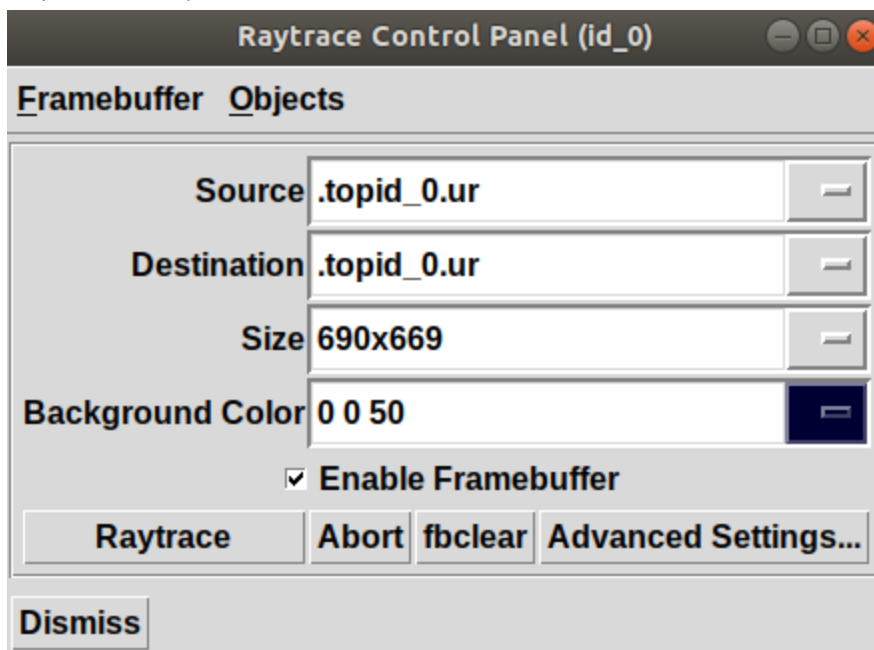 Raytrace Control Panel (id_0)
Framebuffer Objects
Source .topid_0.ur
Destination .topid_0.ur
Size 690x669
Background Color 0 0 50
Enable Framebuffer
Raytrace Abort fbclear Advanced Settings...
Dismiss